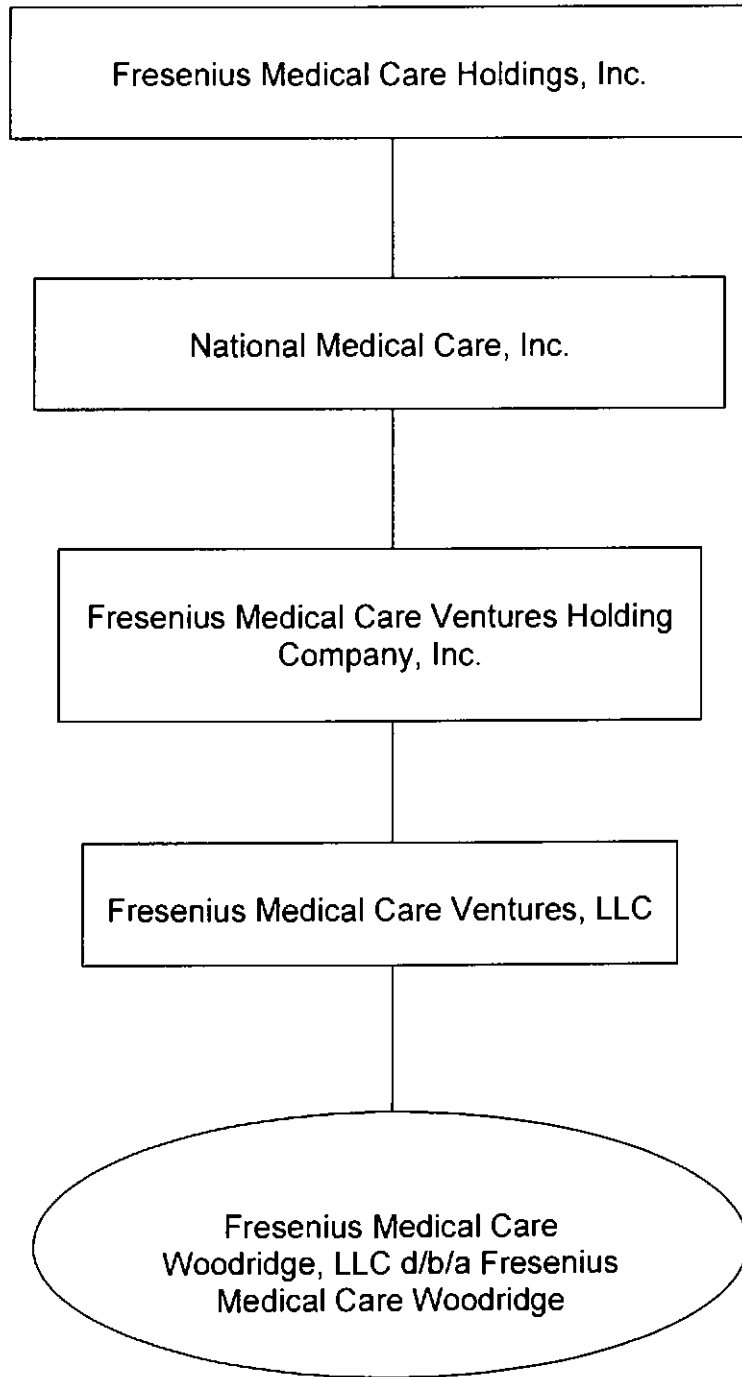 Fresenius Medical Care Holdings, Inc.
National Medical Care, Inc.
Fresenius Medical Care Ventures Holding
Company, Inc.
Fresenius Medical Care Ventures, LLC
Fresenius Medical Care
Woodridge, LLC d/b/a Fresenius
Medical Care Woodridge